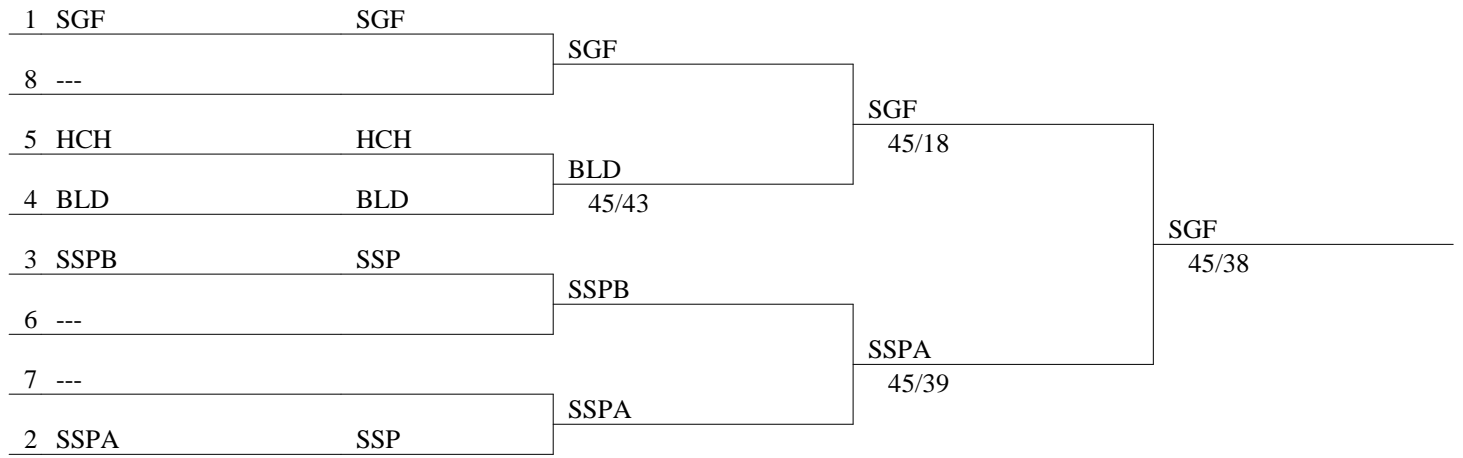 1 SGF SGF
SGF
8 ---
SGF
45/18
5 HCH HCH
BLD
45/43
4 BLD BLD
SGF
45/38
3 SSPB SSP
SSPB
6 ---
SSPA
45/39
7 ---
SSPA
2 SSPA SSP